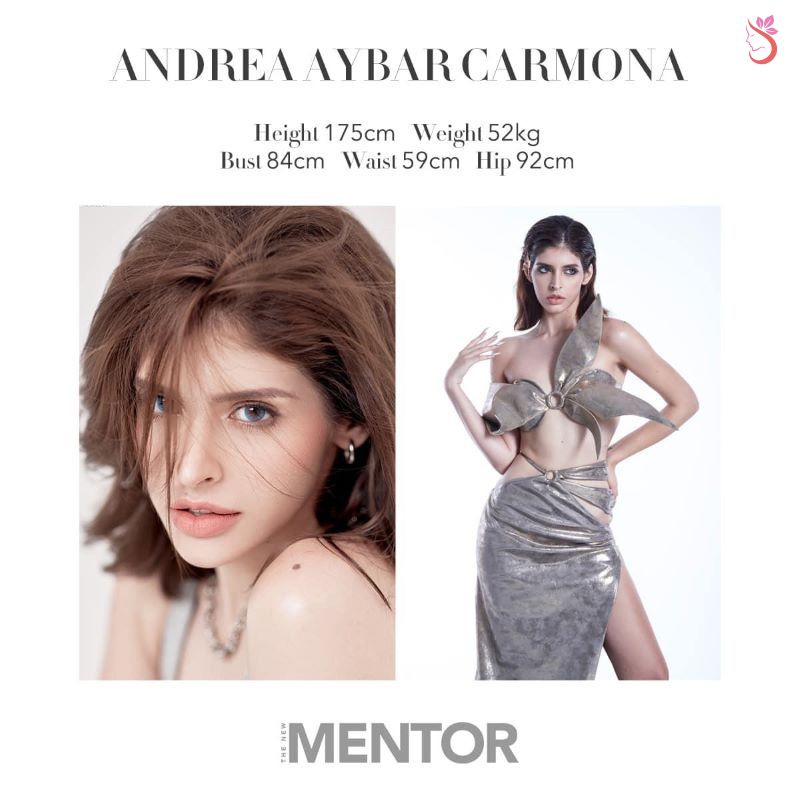 ANDREA AYBAR CARMONA
Height 175cm Weight 52kg
Bust 84cm Waist 59cm Hip 92cm
THE NEW MENTOR